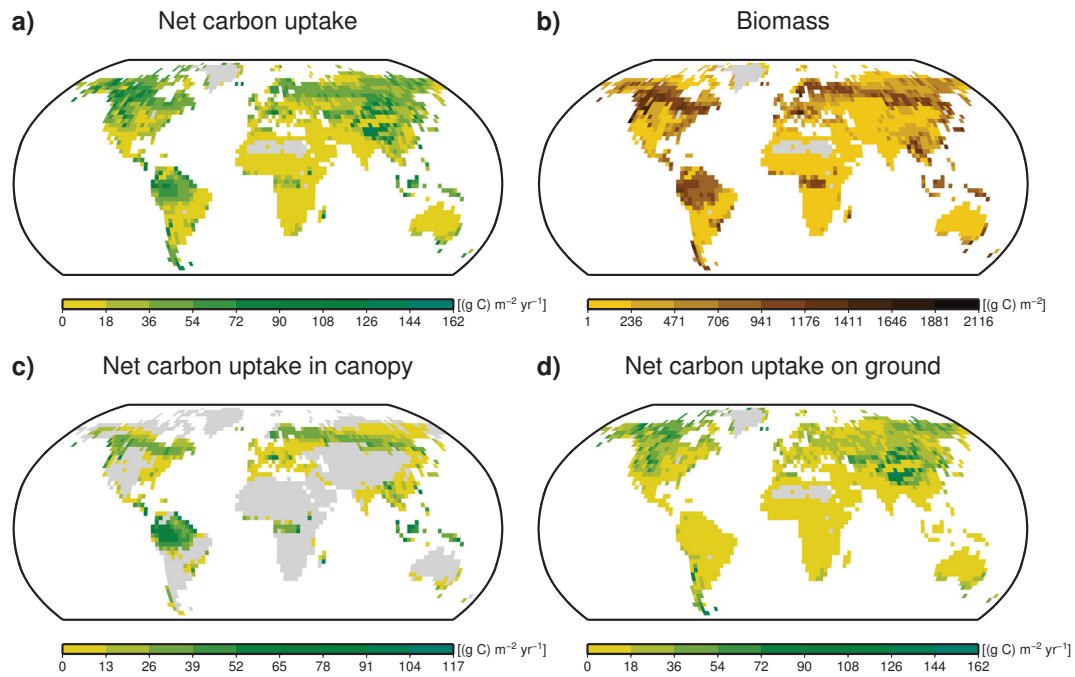 a) Net carbon uptake
b) Biomass
0 18 36 54 72 90 108 126 144 162 [(g C) m⁻² yr⁻¹]
1 236 471 706 941 1176 1411 1646 1881 2116 [(g C) m⁻²]
c) Net carbon uptake in canopy
d) Net carbon uptake on ground
0 13 26 39 52 65 78 91 104 117 [(g C) m⁻² yr⁻¹]
0 18 36 54 72 90 108 126 144 162 [(g C) m⁻² yr⁻¹]